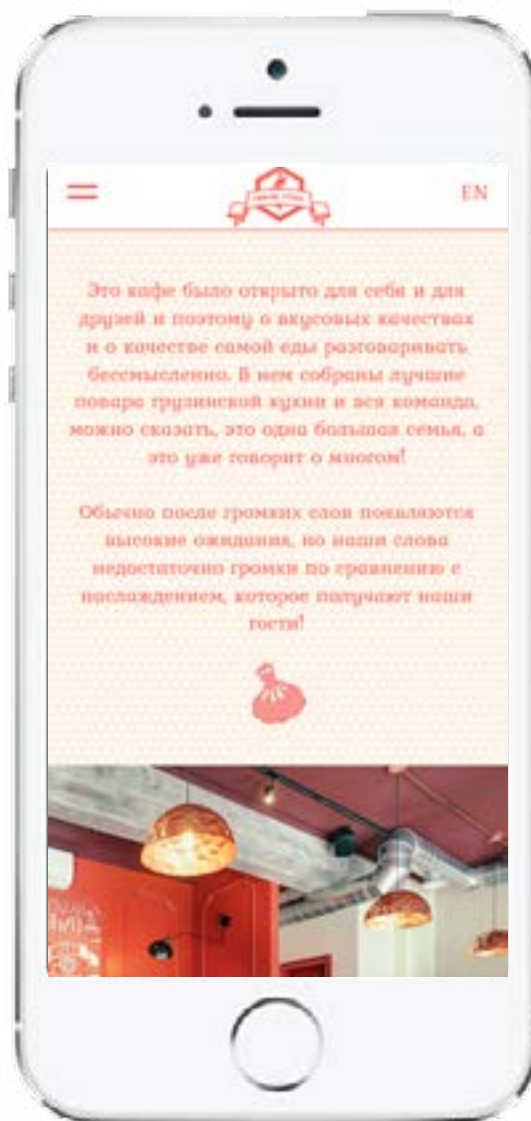 EN
Это кафе было открыто для себя и для
друзей и поэтому о вкусовых качествах
и о качестве самой еды разговаривать
бессмысленно. В нем собраны лучшие
повара грузинской кухни и вся команда,
можно сказать, это одна большая семья, а
это уже говорит о многом!
Обычно после громких слов появляются
высокие ожидания, но наши слова
недостаточно громки по сравнению с
наслаждением, которое получают наши
гости!